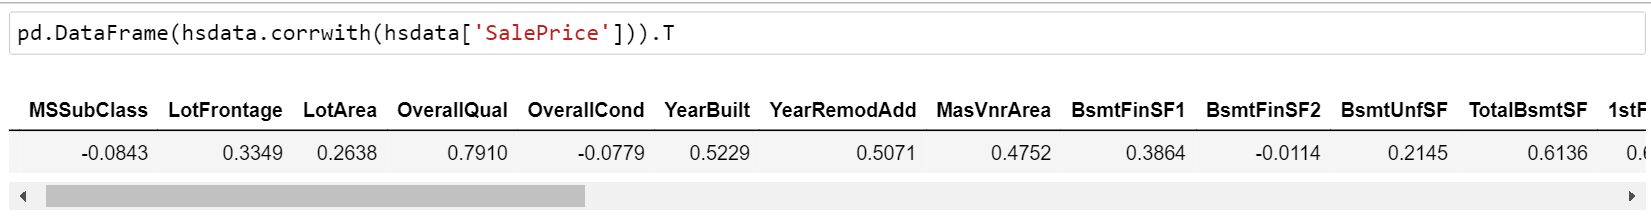 pd.DataFrame(hsdata.corrwith(hsdata['SalePrice'])).T
MSSubClass LotFrontage LotArea OverallQual OverallCond YearBuilt YearRemodAdd MasVnrArea BsmtFinSF1 BsmtFinSF2 BsmtUnfSF TotalBsmtSF 1stF
-0.0843 0.3349 0.2638 0.7910 -0.0779 0.5229 0.5071 0.4752 0.3864 -0.0114 0.2145 0.6136